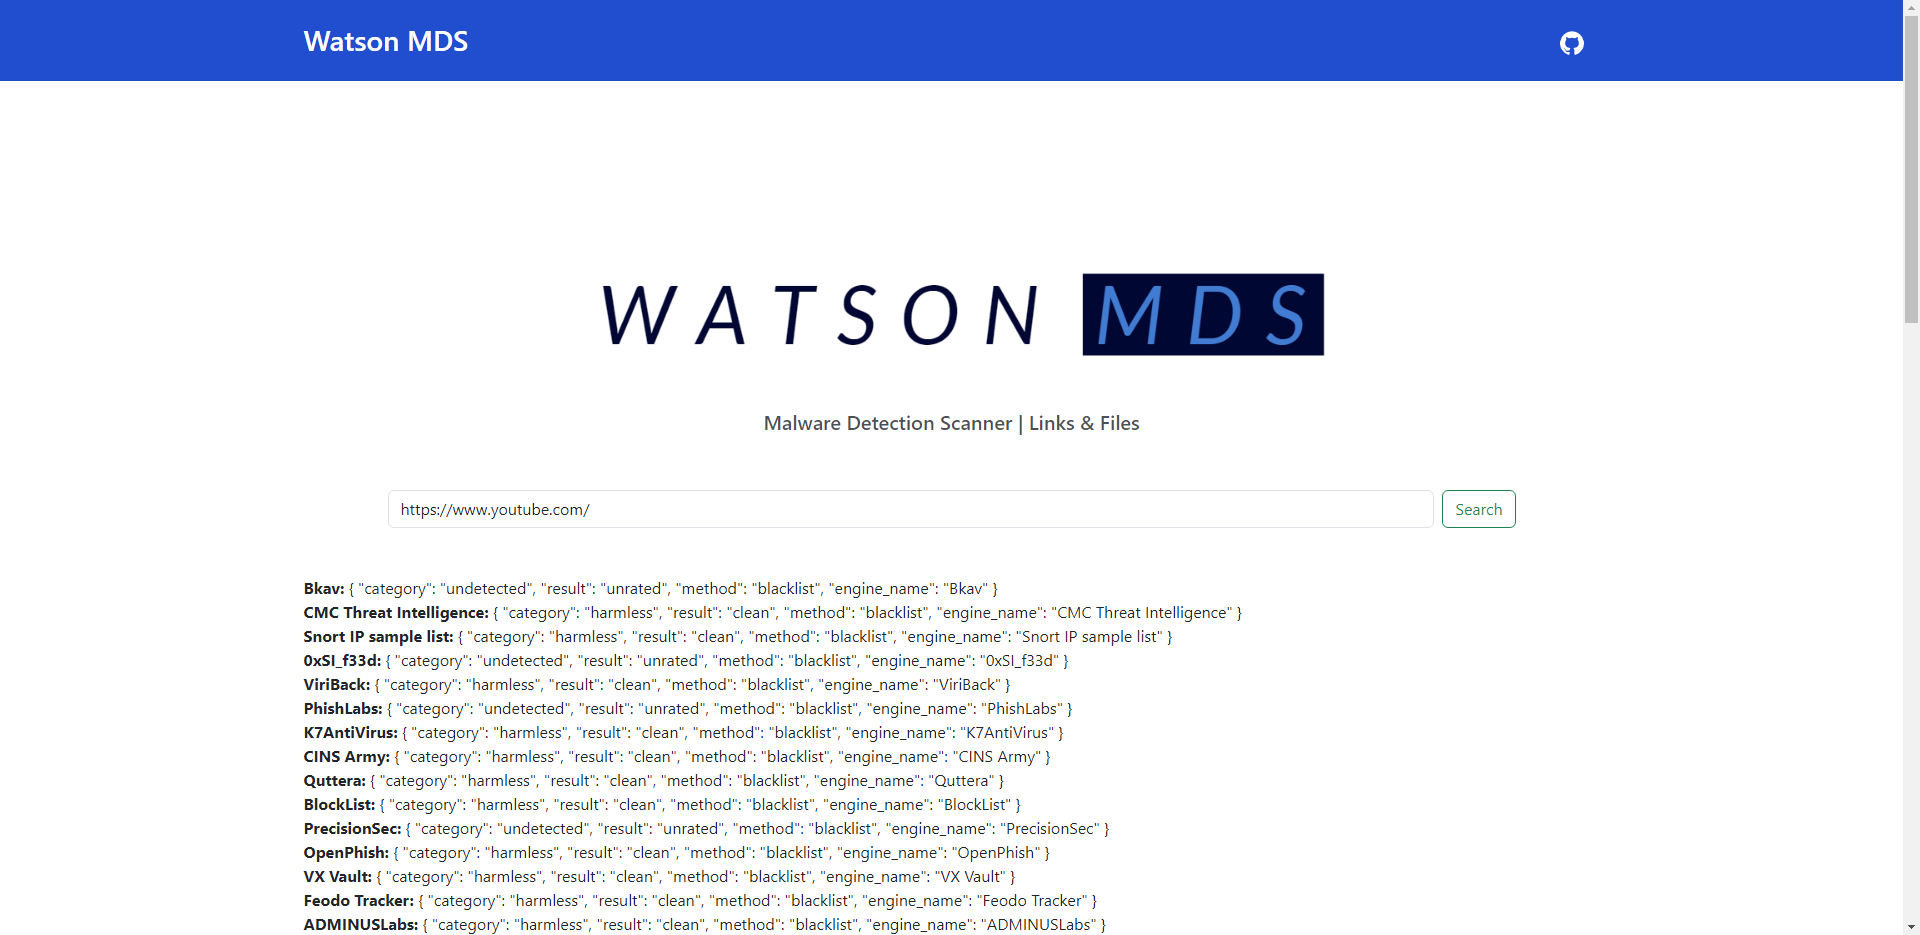 Watson MDS
WATSON MDS
Malware Detection Scanner | Links & Files
https://www.youtube.com/
Search
Bkav: { "category": "undetected", "result": "unrated", "method": "blacklist", "engine_name": "Bkav" }
CMC Threat Intelligence: { "category": "harmless", "result": "clean", "method": "blacklist", "engine_name": "CMC Threat Intelligence" }
Snort IP sample list: { "category": "harmless", "result": "clean", "method": "blacklist", "engine_name": "Snort IP sample list" }
0xSI_f33d: { "category": "undetected", "result": "unrated", "method": "blacklist", "engine_name": "0xSI_f33d" }
ViriBack: { "category": "harmless", "result": "clean", "method": "blacklist", "engine_name": "ViriBack" }
PhishLabs: { "category": "undetected", "result": "unrated", "method": "blacklist", "engine_name": "PhishLabs" }
K7AntiVirus: { "category": "harmless", "result": "clean", "method": "blacklist", "engine_name": "K7AntiVirus" }
CINS Army: { "category": "harmless", "result": "clean", "method": "blacklist", "engine_name": "CINS Army" }
Quttera: { "category": "harmless", "result": "clean", "method": "blacklist", "engine_name": "Quttera" }
BlockList: { "category": "harmless", "result": "clean", "method": "blacklist", "engine_name": "BlockList" }
PrecisionSec: { "category": "undetected", "result": "unrated", "method": "blacklist", "engine_name": "PrecisionSec" }
OpenPhish: { "category": "harmless", "result": "clean", "method": "blacklist", "engine_name": "OpenPhish" }
VX Vault: { "category": "harmless", "result": "clean", "method": "blacklist", "engine_name": "VX Vault" }
Feodo Tracker: { "category": "harmless", "result": "clean", "method": "blacklist", "engine_name": "Feodo Tracker" }
ADMINUSLabs: { "category": "harmless", "result": "clean", "method": "blacklist", "engine_name": "ADMINUSLabs" }